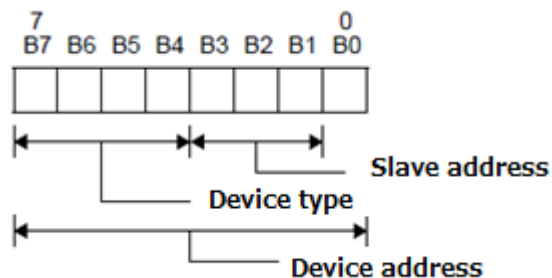 7 0
B7 B6 B5 B4 B3 B2 B1 B0
Slave address
Device type
Device address